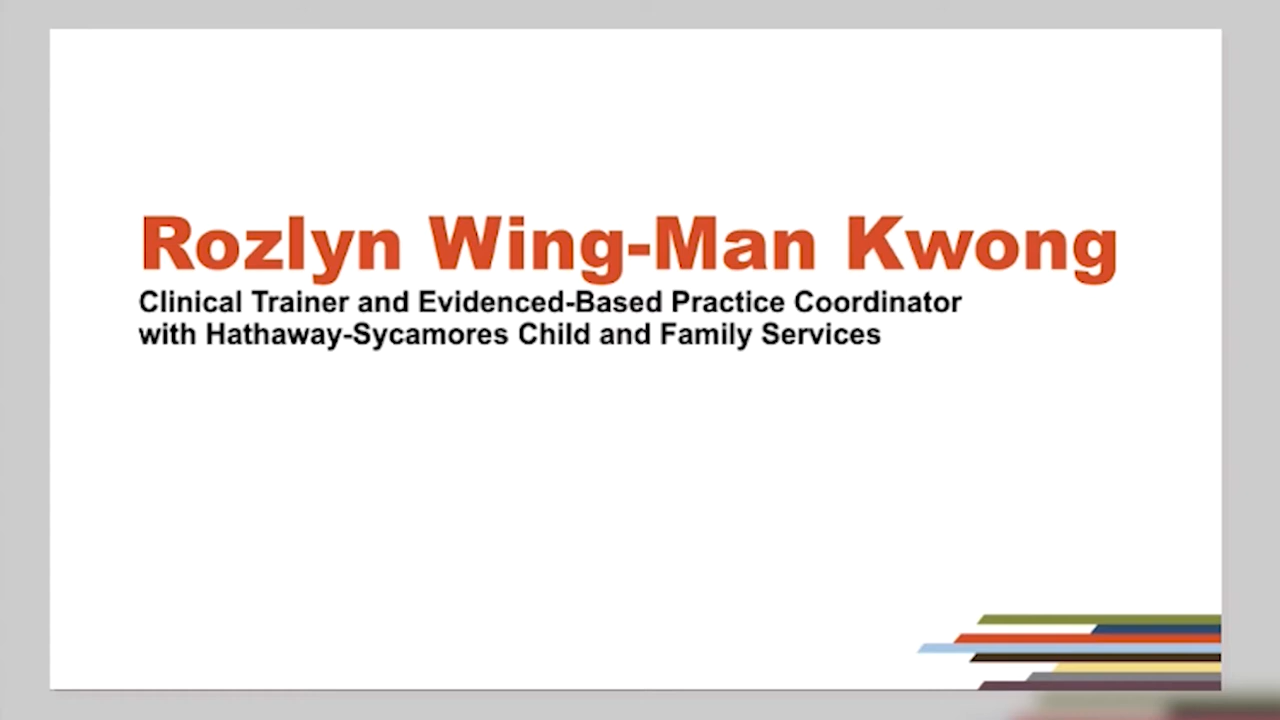 Rozlyn Wing-Man Kwong
Clinical Trainer and Evidenced-Based Practice Coordinator
with Hathaway-Sycamores Child and Family Services